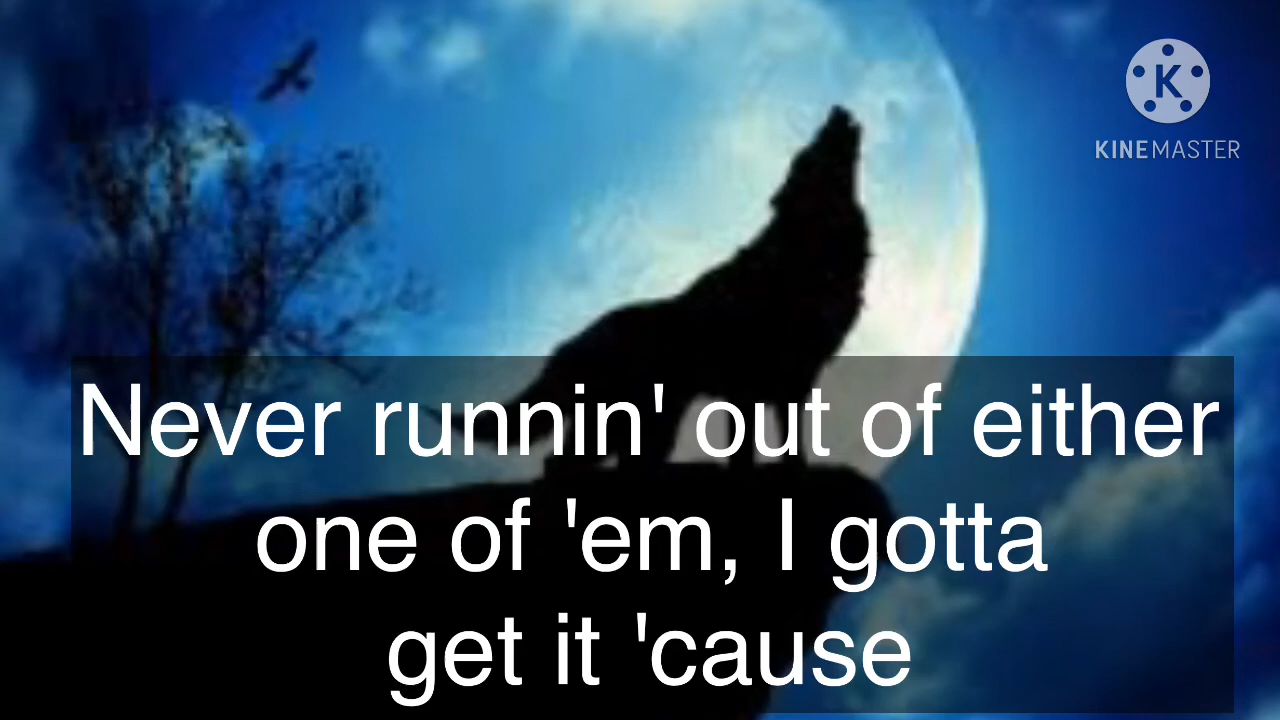 K
KINEMASTER
Never runnin' out of either
one of 'em, I gotta
get it 'cause